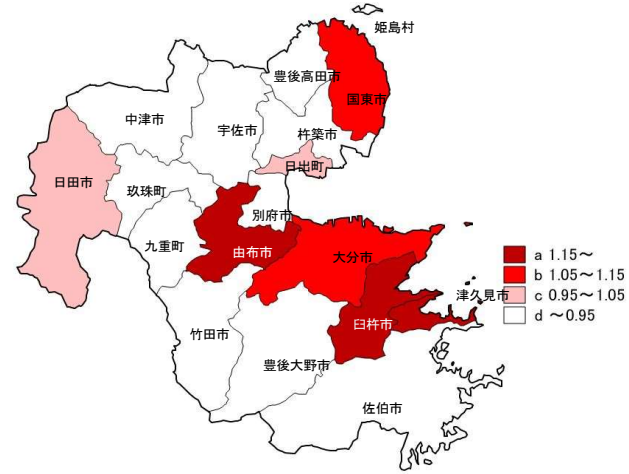 姫島村
豊後高田市
国東市
中津市
宇佐市
杵築市
日出町
日田市
玖珠町
別府市
九重町
由布市
大分市
a 1.15～
b 1.05～1.15
津久見市
c 0.95～1.05
d ～0.95
臼杵市
竹田市
豊後大野市
佐伯市